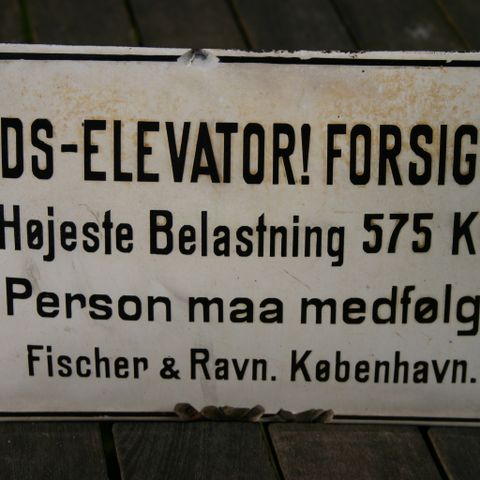 DS-ELEVATOR! FORSIG
Højeste Belastning 575 K
Person maa medfølg
Fischer & Ravn. København.